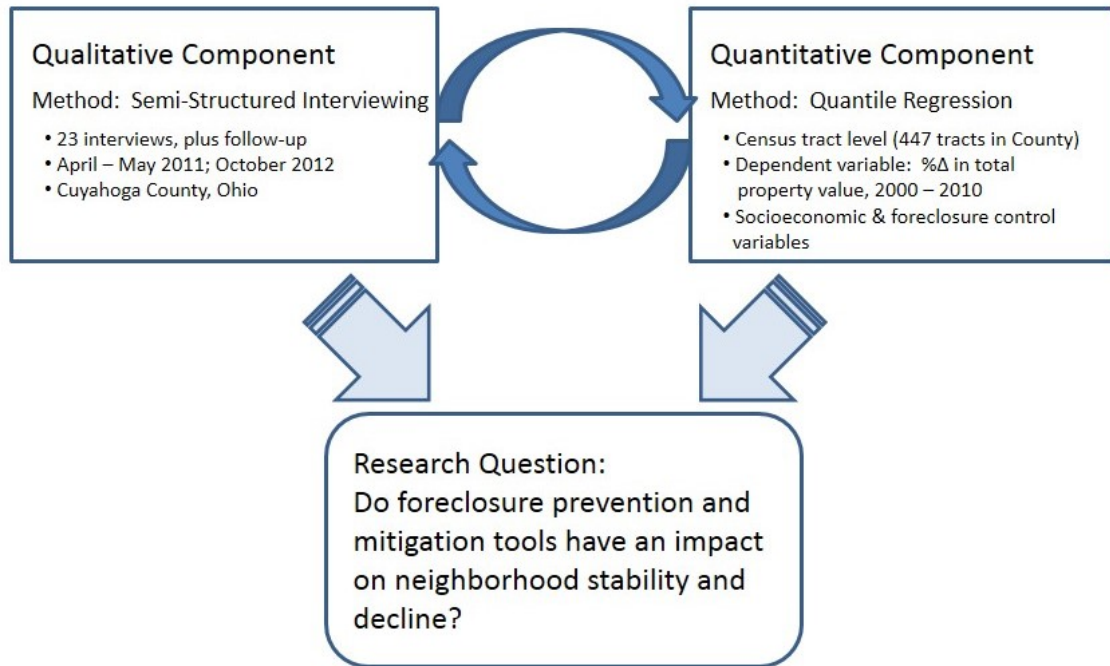 Qualitative Component
Method:  Semi-Structured Interviewing
• 23 interviews, plus follow-up
• April – May 2011; October 2012
• Cuyahoga County, Ohio
Quantitative Component
Method:  Quantile Regression
• Census tract level (447 tracts in County)
• Dependent variable:  %Δ in total
property value, 2000 – 2010
• Socioeconomic & foreclosure control
variables
Research Question:
Do foreclosure prevention and
mitigation tools have an impact
on neighborhood stability and
decline?